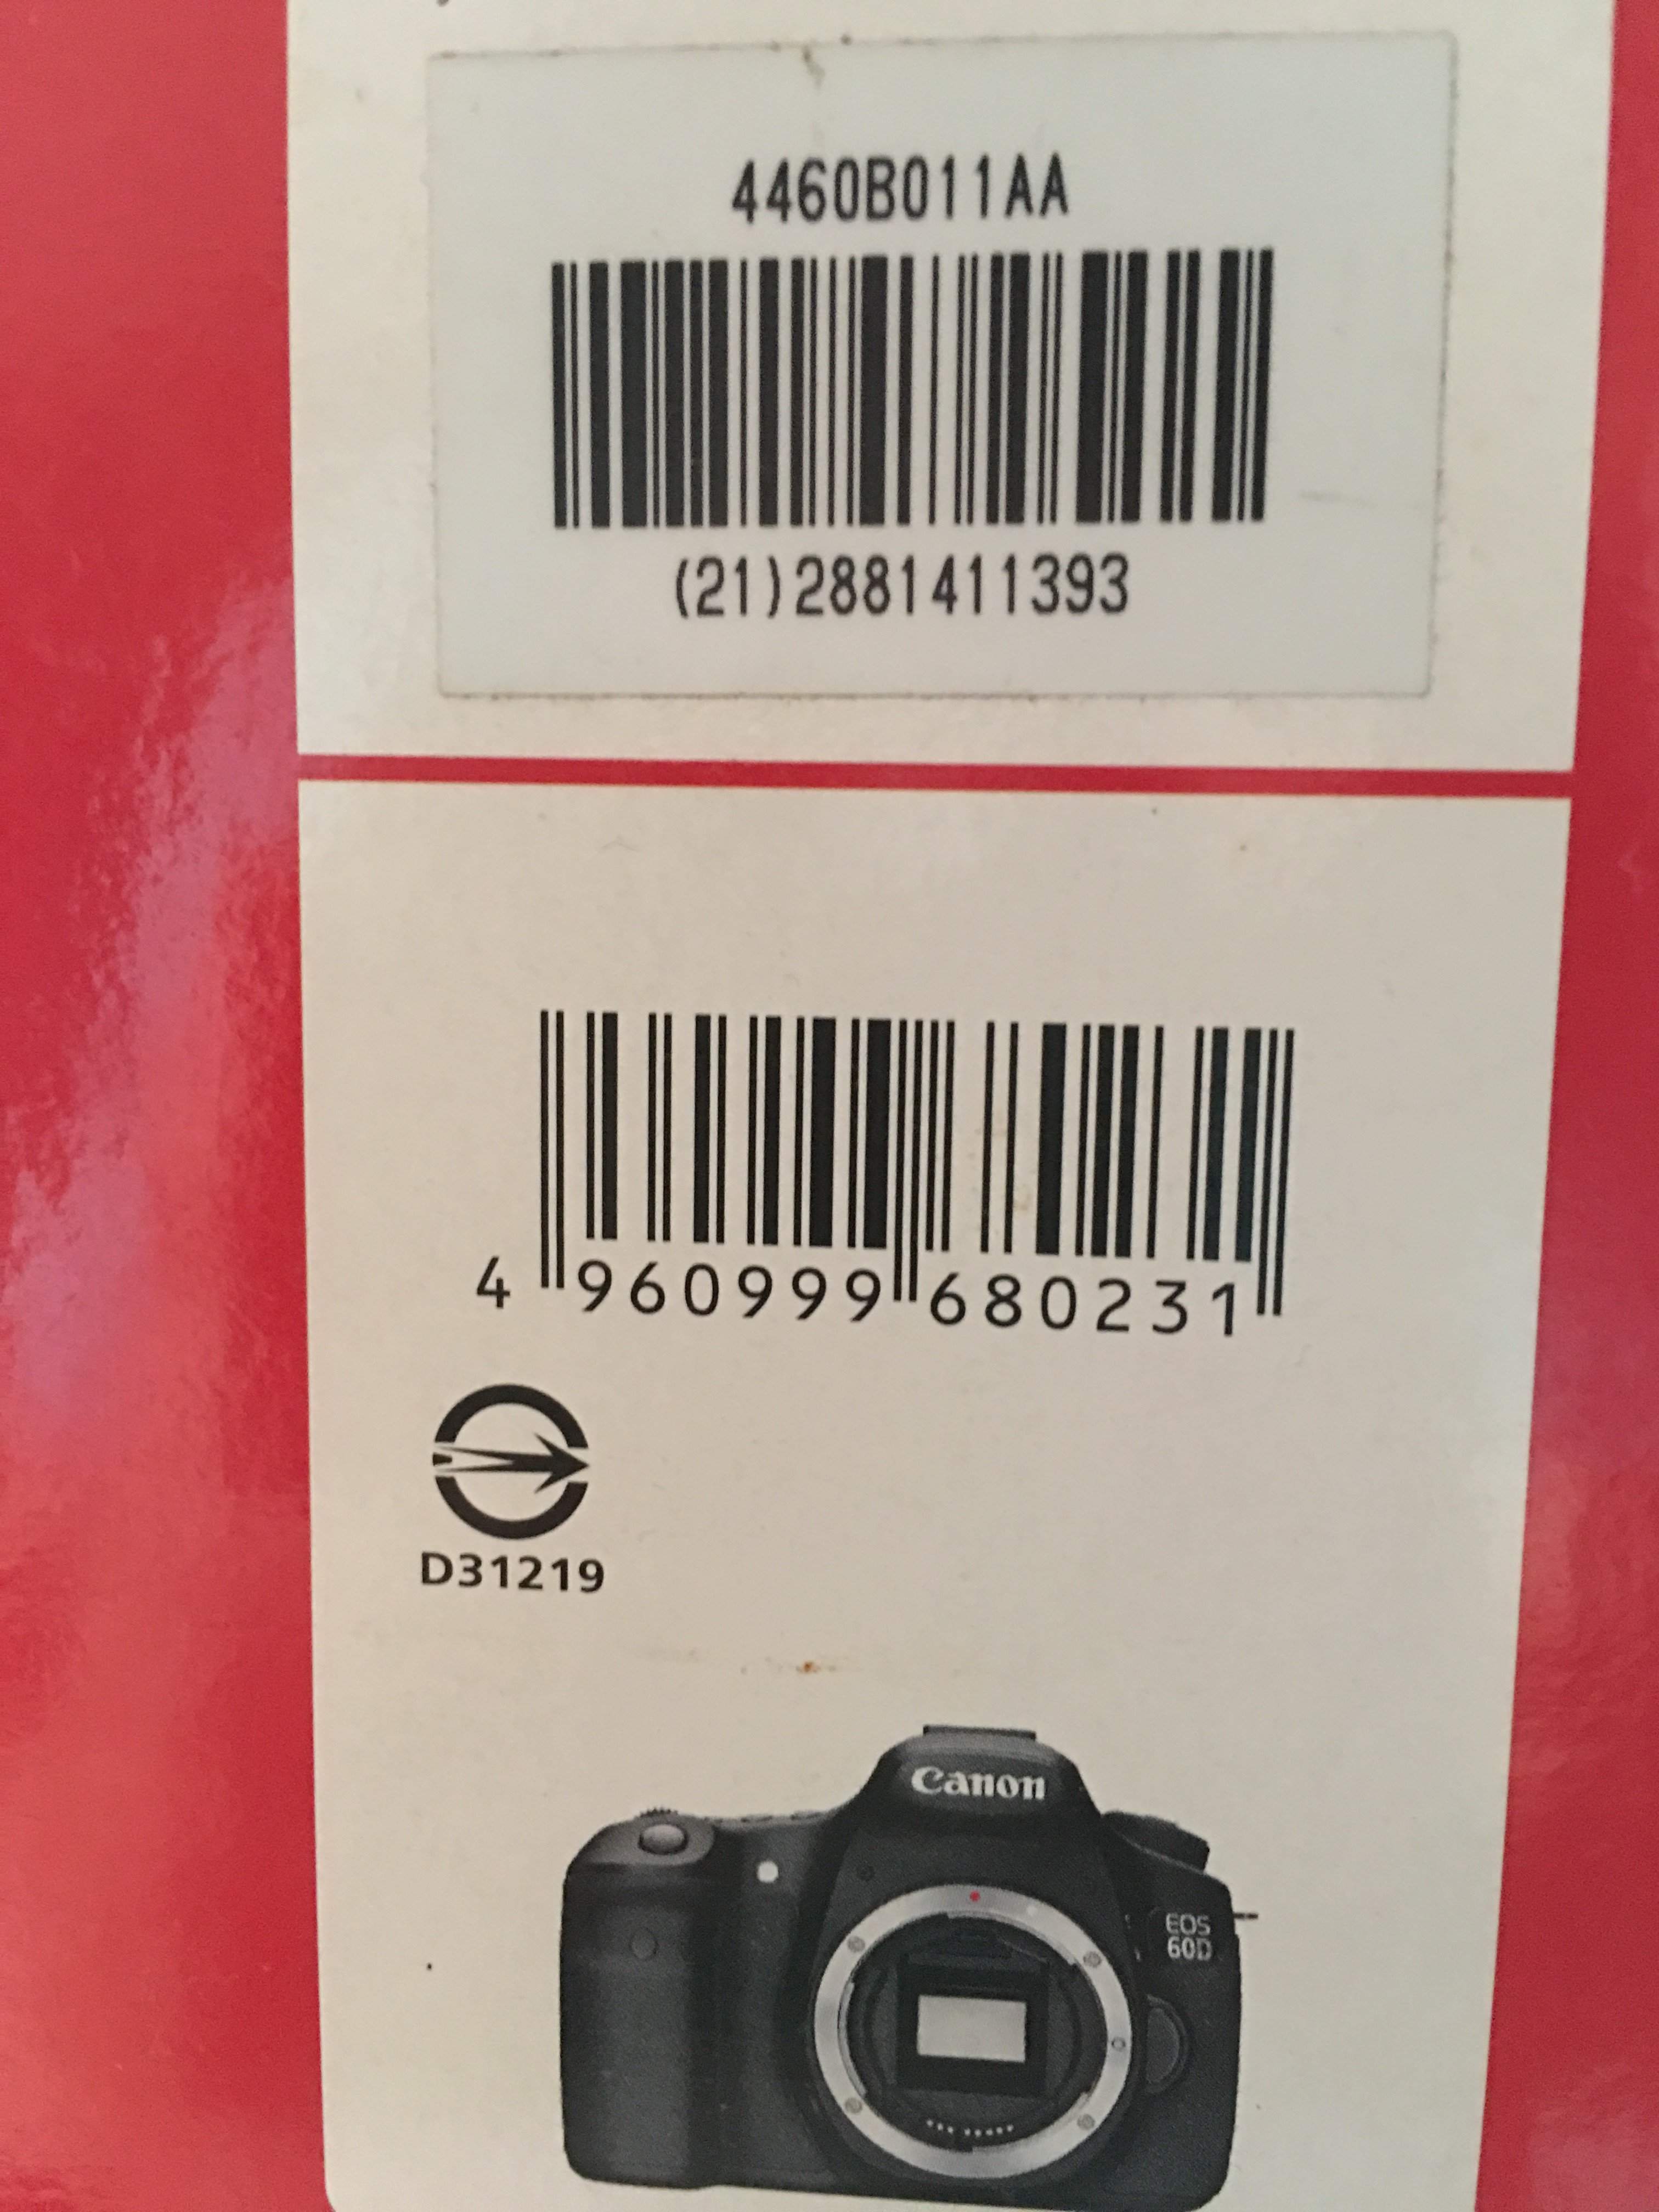 4460B011AA
(21)2881411393
4 960999 680231
D31219
Canon
EOS
60D